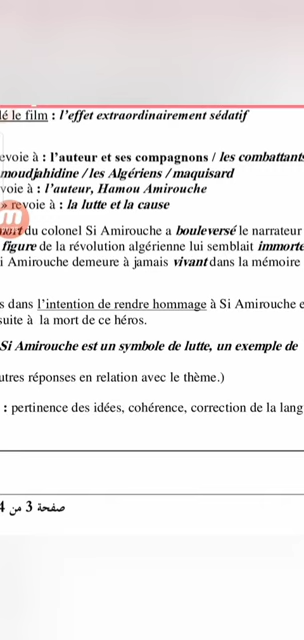 lé le film : l'effet extraordinairement sédatif
evoie à : l'auteur et ses compagnons / les combattants
moudjahidine / les Algériens / maquisard
voie à : l'auteur, Hamou Amirouche
» revoie à : la lutte et la cause
du colonel Si Amirouche a bouleversé le narrateur
figure de la révolution algérienne lui semblait immorte
i Amirouche demeure à jamais vivant dans la mémoire
s dans l'intention de rendre hommage à Si Amirouche e
suite à la mort de ce héros.
Si Amirouche est un symbole de lutte, un exemple de
utres réponses en relation avec le thème.)
: pertinence des idées, cohérence, correction de la lang
صفحة 3 من 4